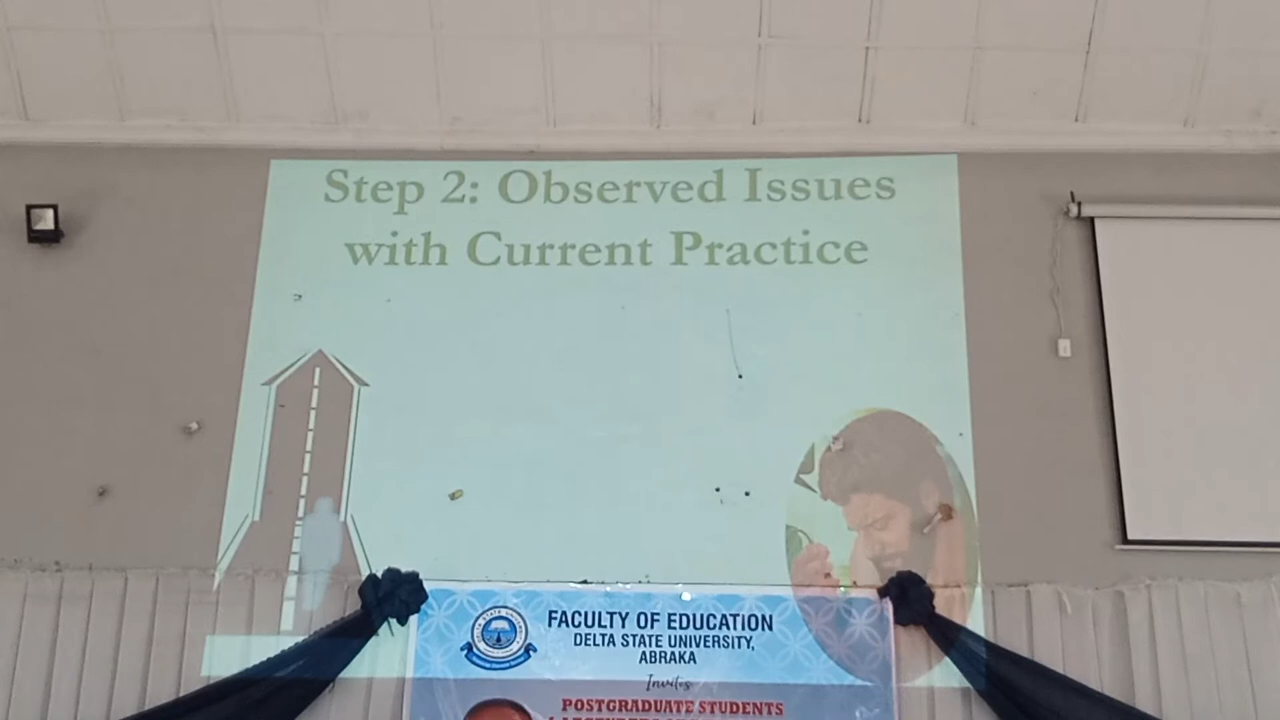 Step 2: Observed Issues
with Current Practice
FACULTY OF EDUCATION
DELTA STATE UNIVERSITY,
ABRAKA
Invites
POSTGRADUATE STUDENTS